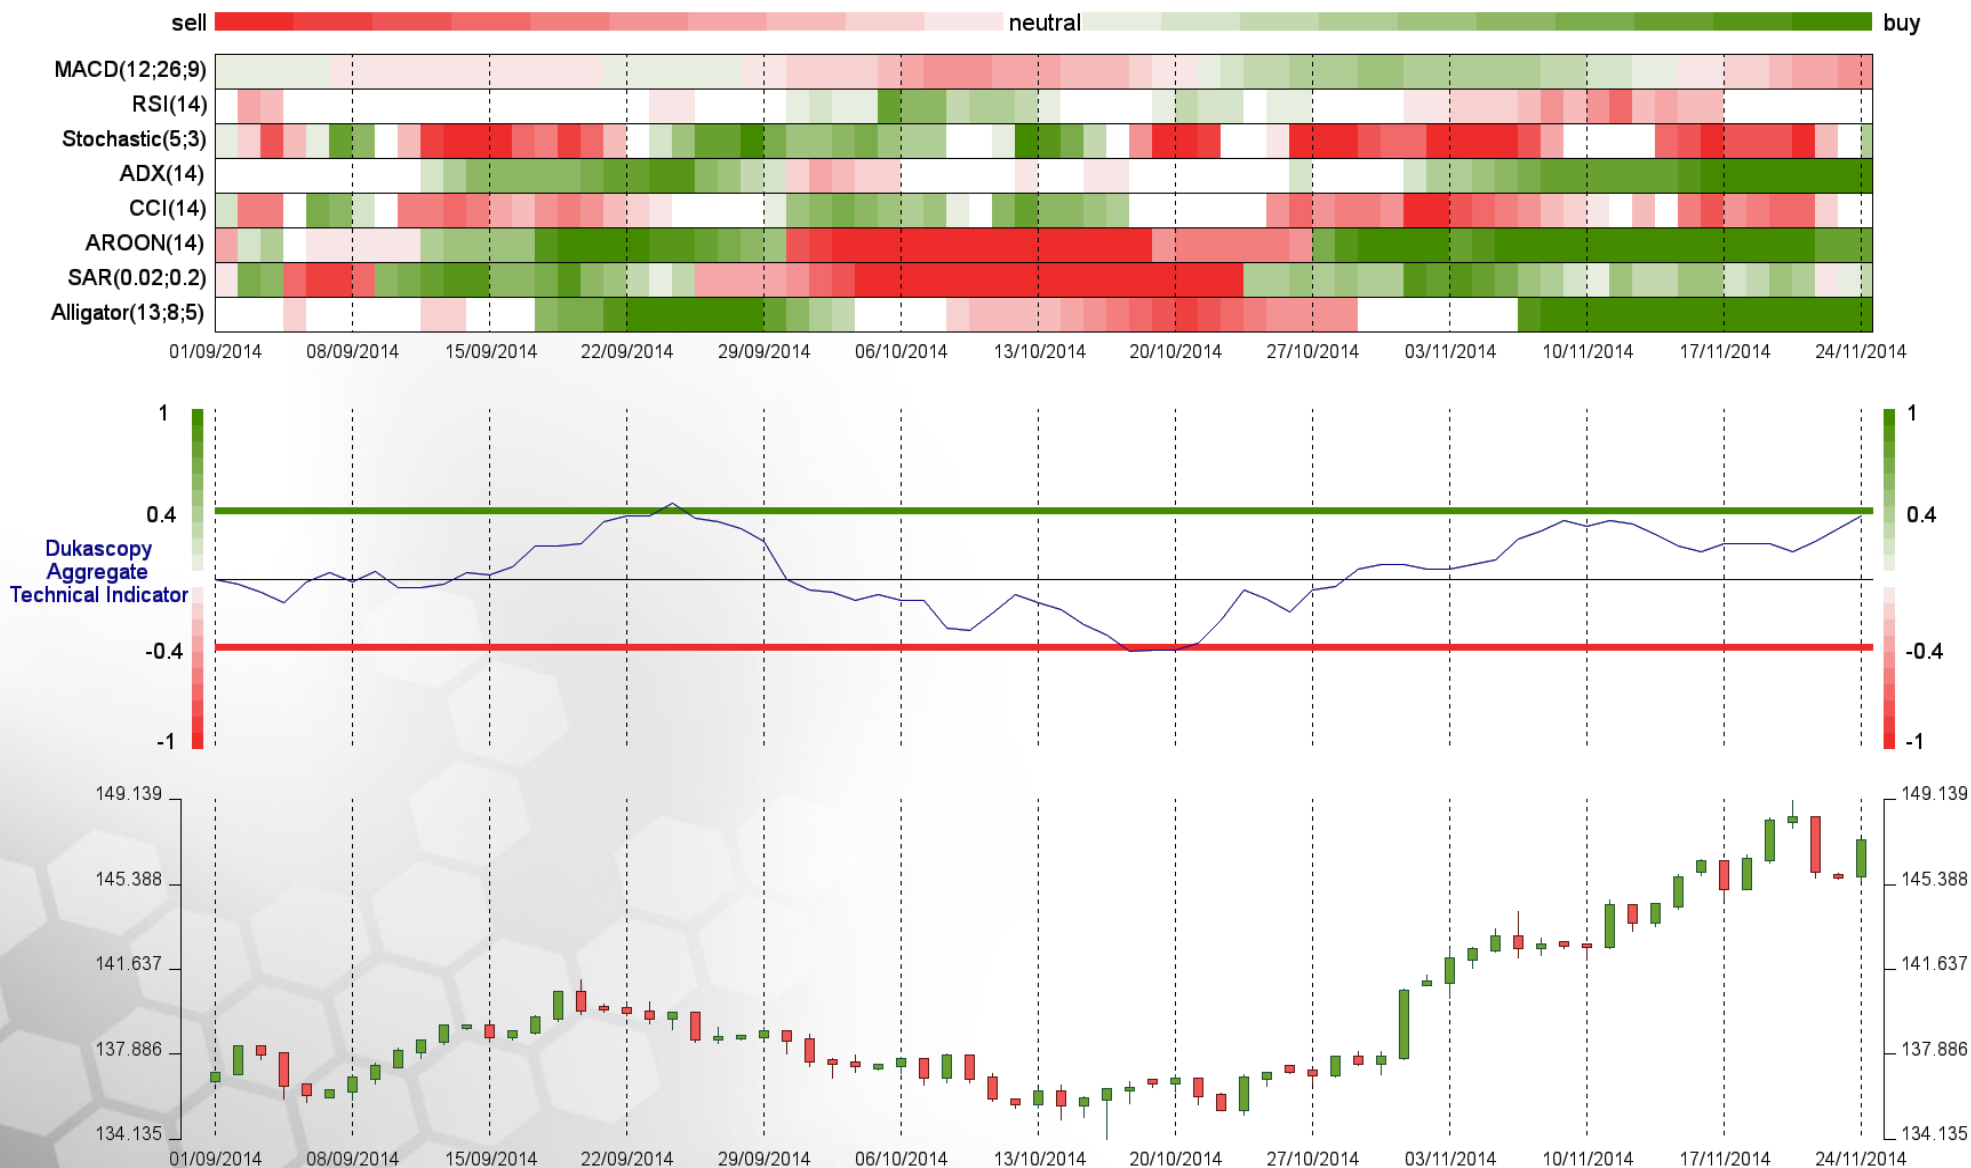 sell neutral buy
MACD(12;26;9)
RSI(14)
Stochastic(5;3)
ADX(14)
CCI(14)
AROON(14)
SAR(0.02;0.2)
Alligator(13;8;5)
01/09/2014 08/09/2014 15/09/2014 22/09/2014 29/09/2014 06/10/2014 13/10/2014 20/10/2014 27/10/2014 03/11/2014 10/11/2014 17/11/2014 24/11/2014
1 1
0.4 0.4
Dukascopy
Aggregate
Technical Indicator
-0.4 -0.4
-1 -1
149.139 149.139
145.388 145.388
141.637 141.637
137.886 137.886
134.135 134.135
01/09/2014 08/09/2014 15/09/2014 22/09/2014 29/09/2014 06/10/2014 13/10/2014 20/10/2014 27/10/2014 03/11/2014 10/11/2014 17/11/2014 24/11/2014